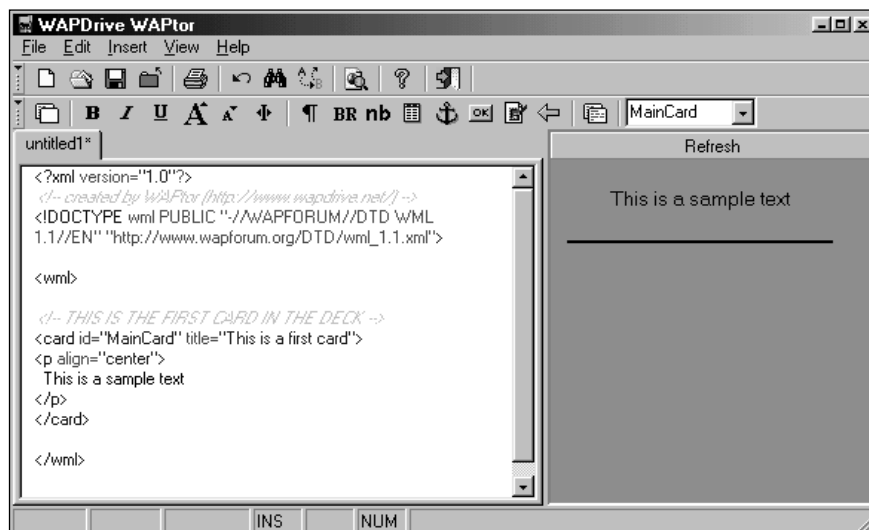 WAPDrive WAPtor
File Edit Insert View Help
B I U A A ¶ BR nb OK MainCard
untitled1*
Refresh
<?xml version="1.0"?>
<!-- created by WAPtor (http://www.wapdrive.net/) -->
<!DOCTYPE wml PUBLIC "-//WAPFORUM//DTD WML
1.1//EN" "http://www.wapforum.org/DTD/wml_1.1.xml">
<wml>
<!-- THIS IS THE FIRST CARD IN THE DECK -->
<card id="MainCard" title="This is a first card">
<p align="center">
This is a sample text
</p>
</card>
</wml>
This is a sample text
INS NUM